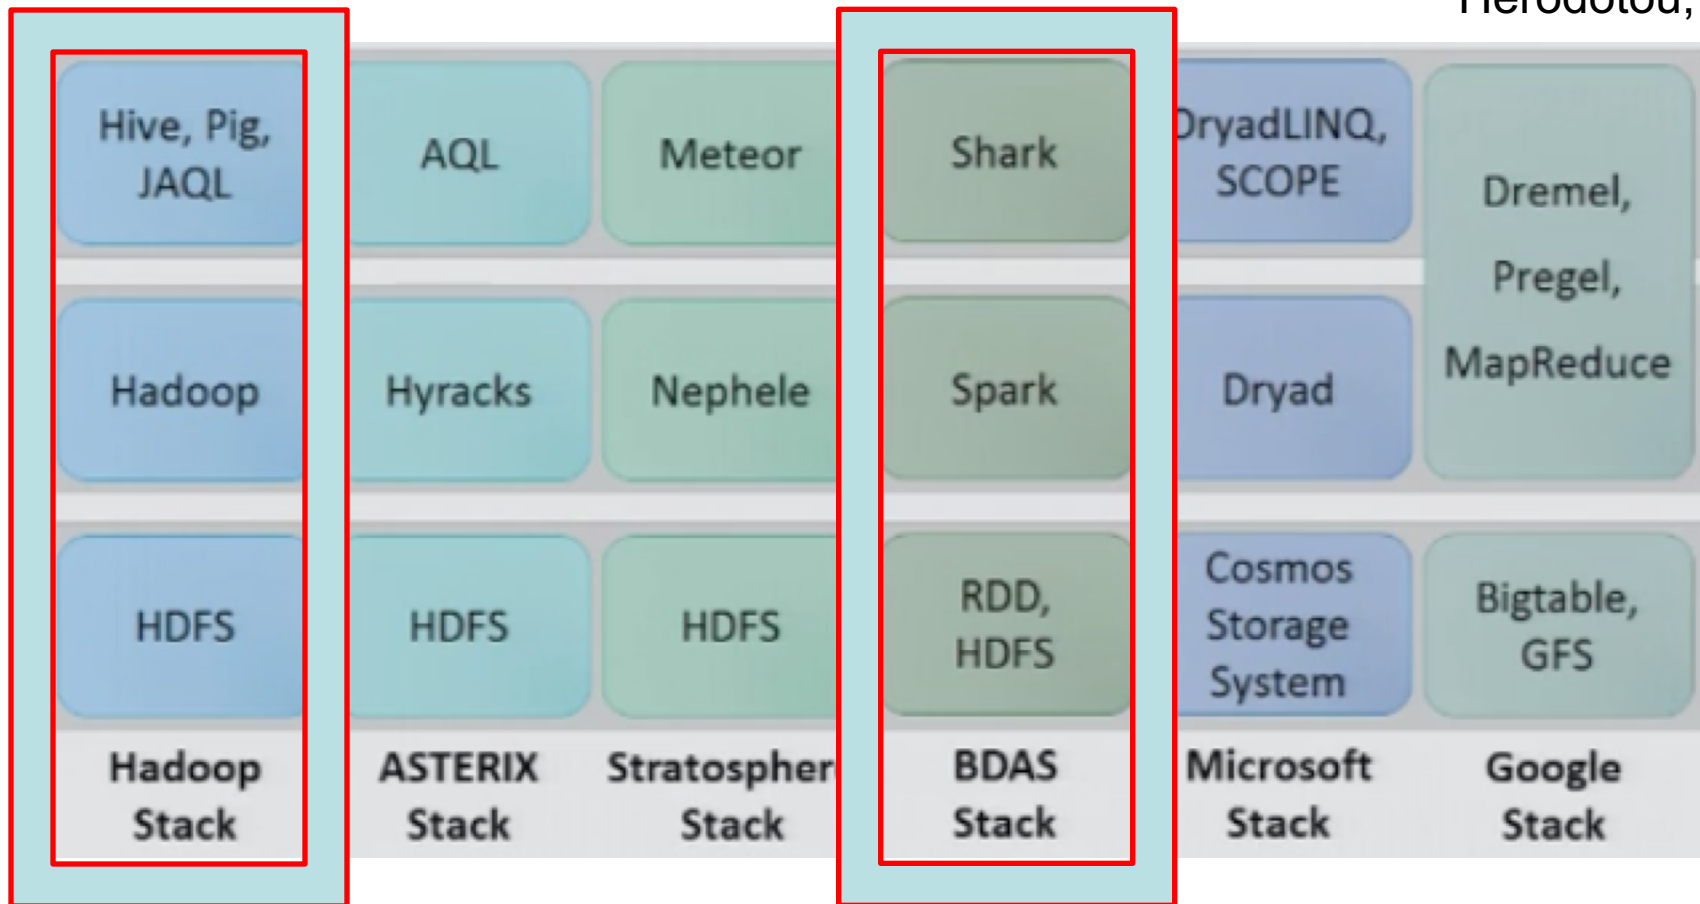 Herodotou,
Hive, Pig,
JAQL
AQL
Meteor
Shark
DryadLINQ,
SCOPE
Dremel,
Pregel,
MapReduce
Hadoop
Hyracks
Nephele
Spark
Dryad
HDFS
HDFS
HDFS
RDD,
HDFS
Cosmos
Storage
System
Bigtable,
GFS
Hadoop
Stack
ASTERIX
Stack
Stratospher
Stack
BDAS
Stack
Microsoft
Stack
Google
Stack